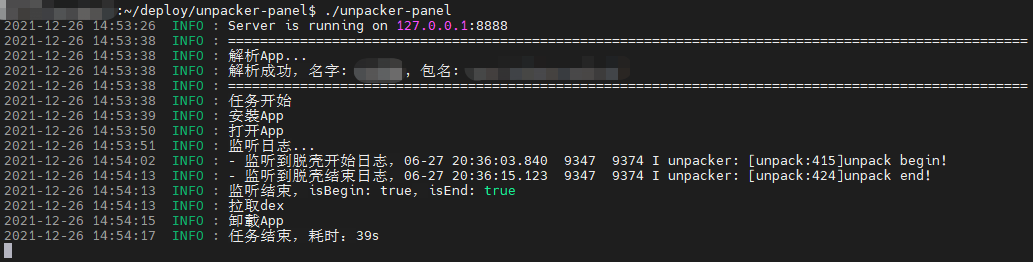 :~/deploy/unpacker-panel$ ./unpacker-panel
2021-12-26 14:53:26 INFO : Server is running on 127.0.0.1:8888
2021-12-26 14:53:38 INFO : ====================================================================================================
2021-12-26 14:53:38 INFO : 解析App...
2021-12-26 14:53:38 INFO : 解析成功，名字： ，包名：
2021-12-26 14:53:38 INFO : ====================================================================================================
2021-12-26 14:53:38 INFO : 任务开始
2021-12-26 14:53:39 INFO : 安装App
2021-12-26 14:53:50 INFO : 打开App
2021-12-26 14:53:51 INFO : 监听日志...
2021-12-26 14:54:02 INFO : - 监听到脱壳开始日志，06-27 20:36:03.840 9347 9374 I unpacker: [unpack:415]unpack begin!
2021-12-26 14:54:13 INFO : - 监听到脱壳结束日志，06-27 20:36:15.123 9347 9374 I unpacker: [unpack:424]unpack end!
2021-12-26 14:54:13 INFO : 监听结束，isBegin: true，isEnd: true
2021-12-26 14:54:13 INFO : 拉取dex
2021-12-26 14:54:15 INFO : 卸载App
2021-12-26 14:54:17 INFO : 任务结束，耗时：39s